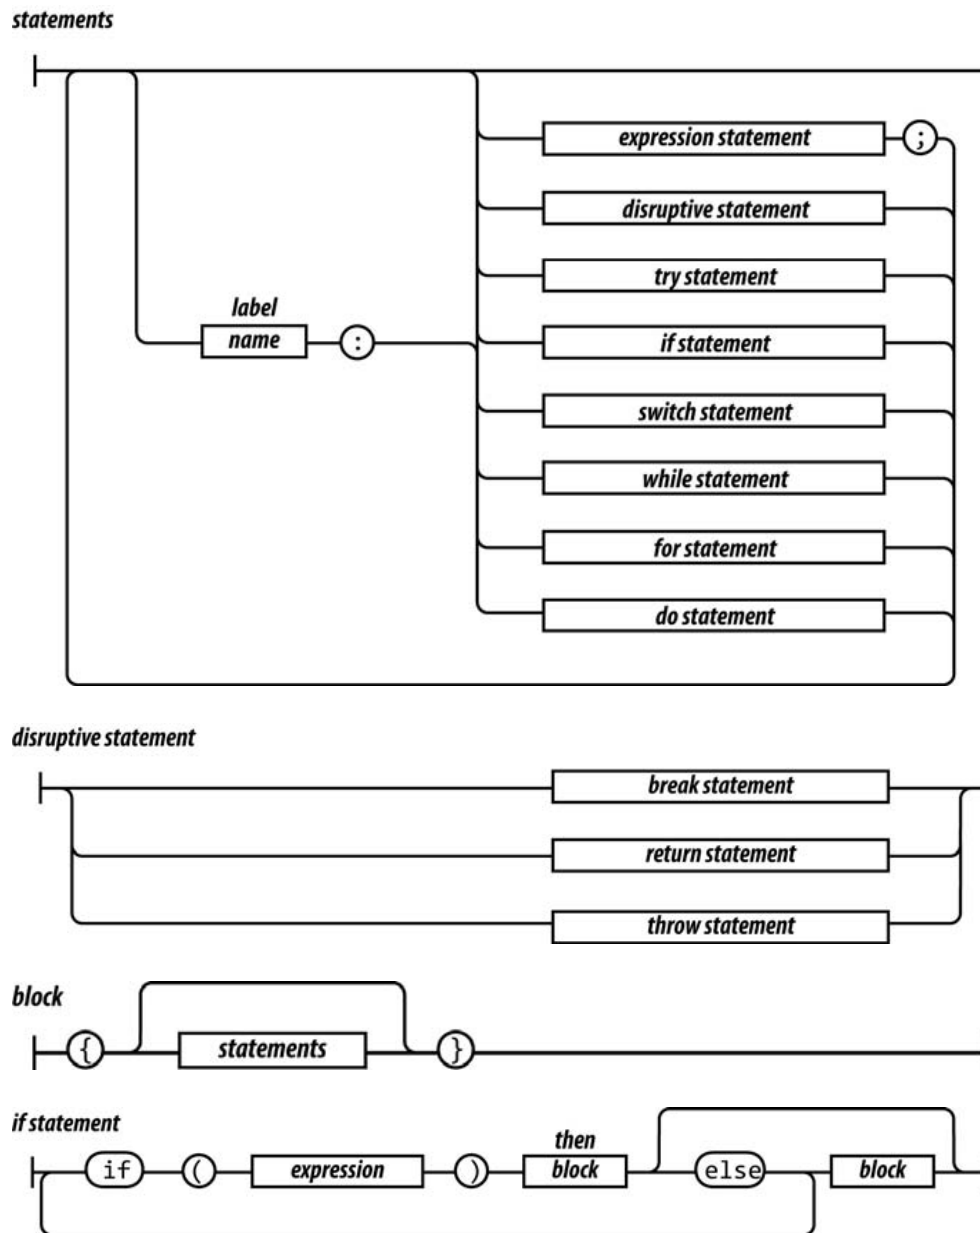 statements
expression statement ;
disruptive statement
try statement
label
name : if statement
switch statement
while statement
for statement
do statement
disruptive statement
break statement
return statement
throw statement
block
{ statements }
if statement
then
if ( expression ) block else block